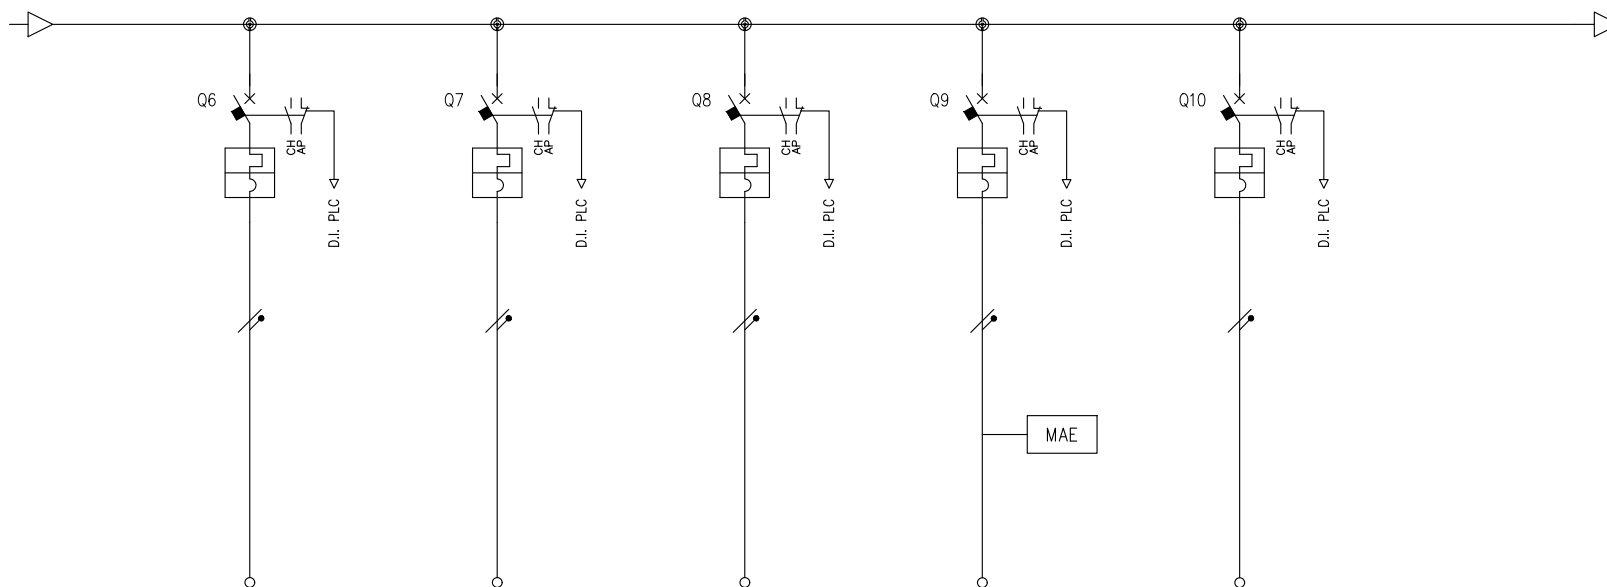 Q6
CH
AP
D.I. PLC
Q7
CH
AP
D.I. PLC
Q8
CH
AP
D.I. PLC
Q9
CH
AP
D.I. PLC
MAE
Q10
CH
AP
D.I. PLC